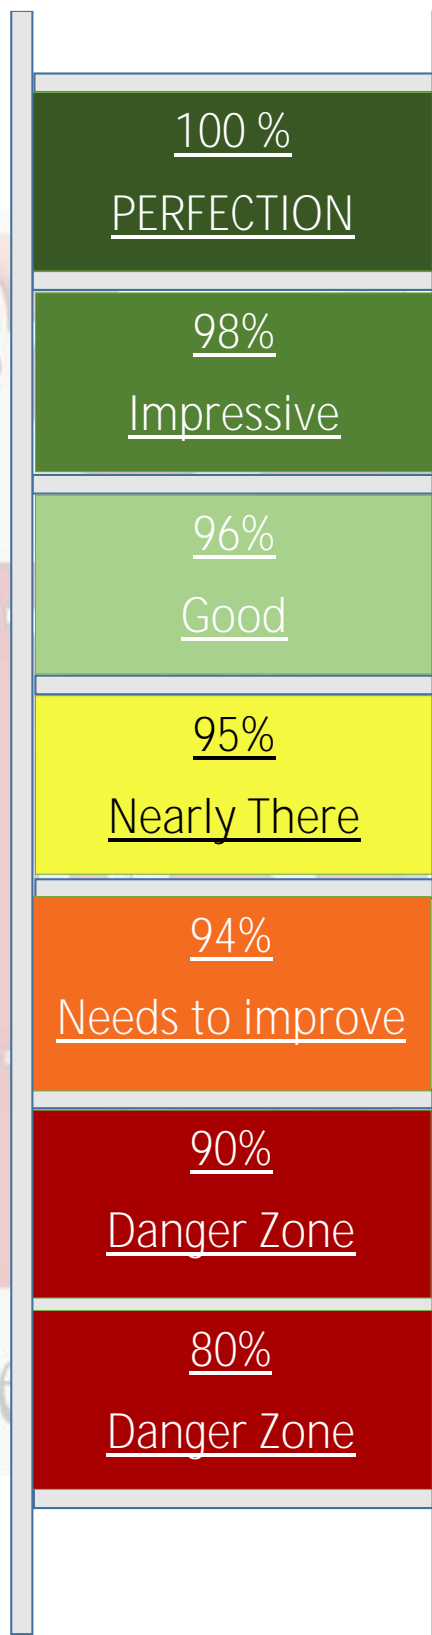 100 %
PERFECTION
98%
Impressive
96%
Good
95%
Nearly There
94%
Needs to improve
90%
Danger Zone
80%
Danger Zone